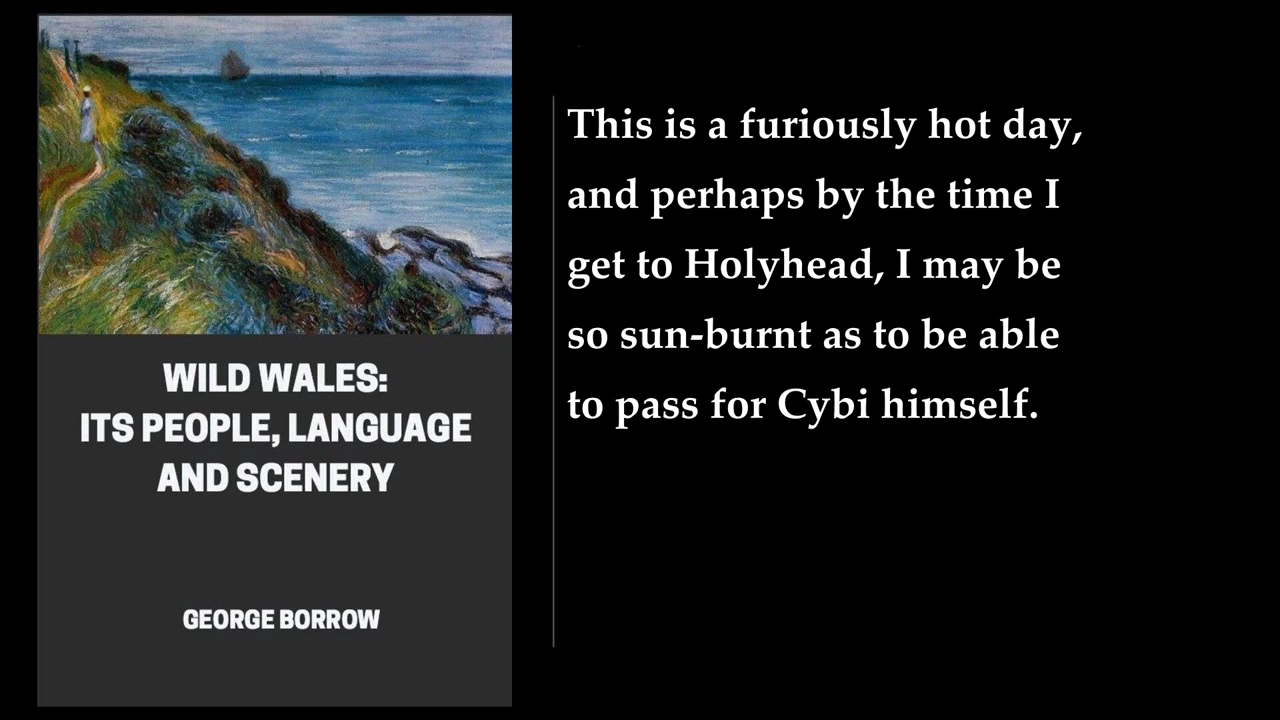 WILD WALES:
ITS PEOPLE, LANGUAGE
AND SCENERY
GEORGE BORROW
This is a furiously hot day,
and perhaps by the time I
get to Holyhead, I may be
so sun-burnt as to be able
to pass for Cybi himself.